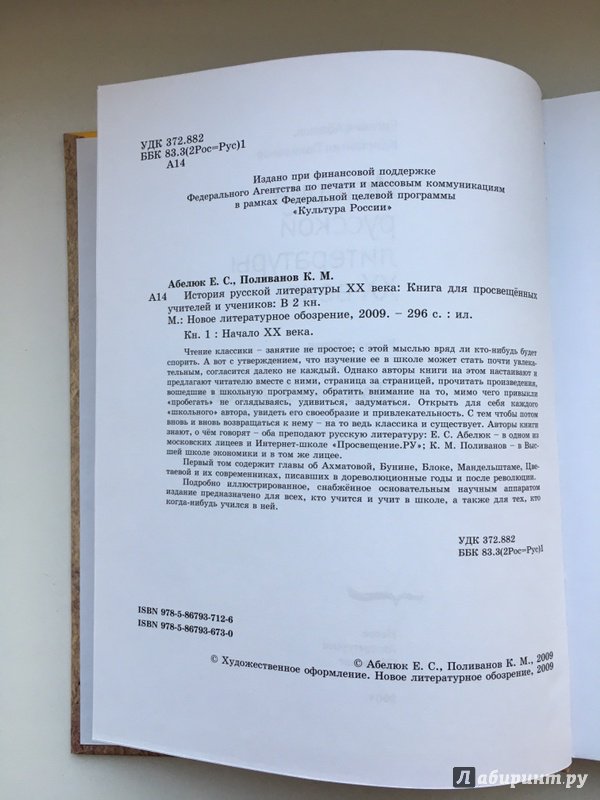 УДК 372.882
ББК 83.3(2Рос=Рус)1
А14
Издано при финансовой поддержке
Федерального Агентства по печати и массовым коммуникациям
в рамках Федеральной целевой программы
«Культура России»
Абелюк Е. С., Поливанов К. М.
А14 История русской литературы XX века: Книга для просвещённых
учителей и учеников: В 2 кн.
М.: Новое литературное обозрение, 2009. – 296 с. : ил.
Кн. 1 : Начало XX века.
Чтение классики – занятие не простое; с этой мыслью вряд ли кто-нибудь будет
спорить. А вот с утверждением, что изучение ее в школе может стать почти увлека-
тельным, согласится далеко не каждый. Однако авторы книги на этом настаивают и
предлагают читателю вместе с ними, страница за страницей, прочитать произведения,
вошедшие в школьную программу, обратить внимание на то, мимо чего привыкли
«пробегать» не оглядываясь, удивиться, задуматься. Открыть для себя каждого
«школьного» автора, увидеть его своеобразие и привлекательность. С тем чтобы потом
вновь и вновь возвращаться к нему – на то ведь классика и существует. Авторы книги
знают, о чём говорят – оба преподают русскую литературу: Е. С. Абелюк – в одном из
московских лицеев и Интернет-школе «Просвещение.РУ»; К. М. Поливанов – в Выс-
шей школе экономики и в том же лицее.
Первый том содержит главы об Ахматовой, Бунине, Блоке, Мандельштаме, Цве-
таевой и их современниках, писавших в дореволюционные годы и после революции.
Подробно иллюстрированное, снабжённое основательным научным аппаратом
издание предназначено для всех, кто учится и учит в школе, а также для тех, кто
когда-нибудь учился в ней.
УДК 372.882
ББК 83.3(2Рос=Рус)1
ISBN 978-5-86793-712-6
ISBN 978-5-86793-673-0
© Абелюк Е. С., Поливанов К. М., 2009
© Художественное оформление. Новое литературное обозрение, 2009
русской
литературы
Лабиринт.ру